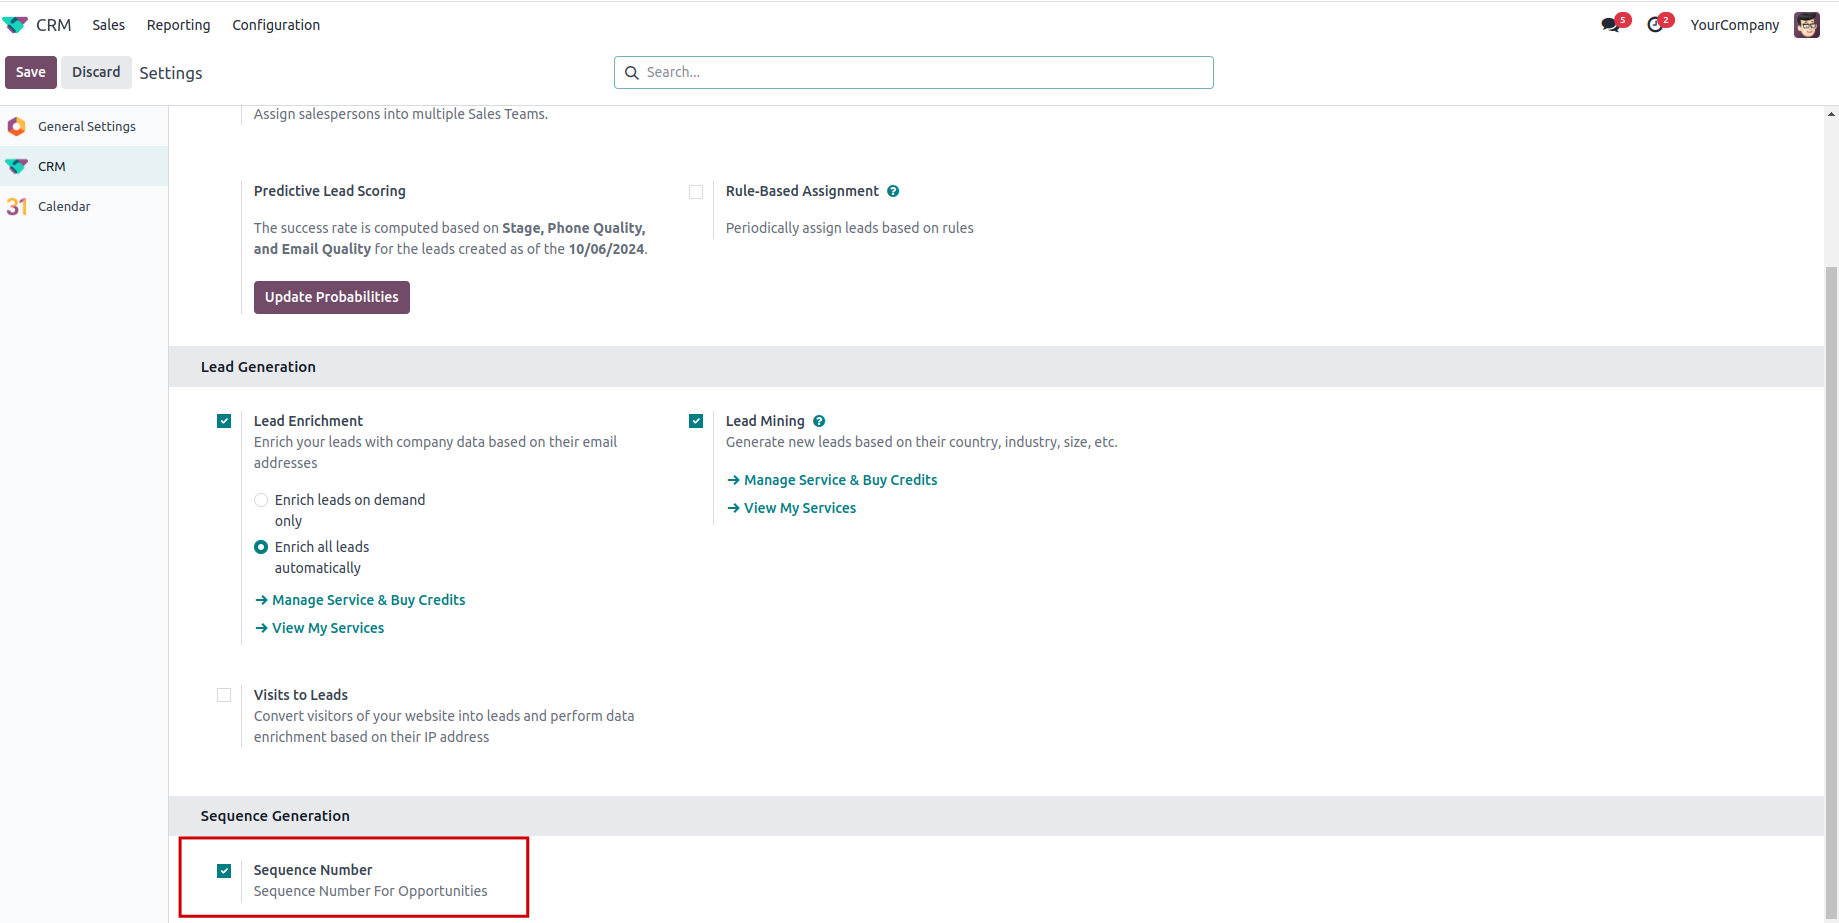 CRM Sales Reporting Configuration 5 2 YourCompany
Save Discard Settings Search...
General Settings
CRM
31 Calendar
Assign salespersons into multiple Sales Teams.
Predictive Lead Scoring
The success rate is computed based on Stage, Phone Quality,
and Email Quality for the leads created as of the 10/06/2024.
Update Probabilities
Rule-Based Assignment ?
Periodically assign leads based on rules
Lead Generation
Lead Enrichment
Enrich your leads with company data based on their email
addresses
Enrich leads on demand
only
Enrich all leads
automatically
Manage Service & Buy Credits
View My Services
Lead Mining ?
Generate new leads based on their country, industry, size, etc.
Manage Service & Buy Credits
View My Services
Visits to Leads
Convert visitors of your website into leads and perform data
enrichment based on their IP address
Sequence Generation
Sequence Number
Sequence Number For Opportunities